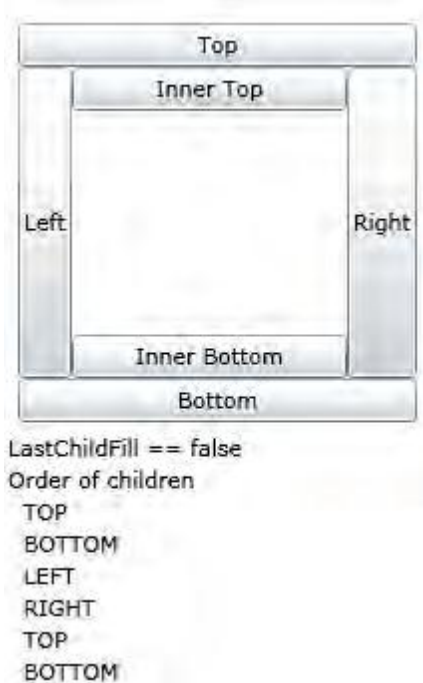 Top
Inner Top
Left
Right
Inner Bottom
Bottom
LastChildFill == false
Order of children
TOP
BOTTOM
LEFT
RIGHT
TOP
BOTTOM